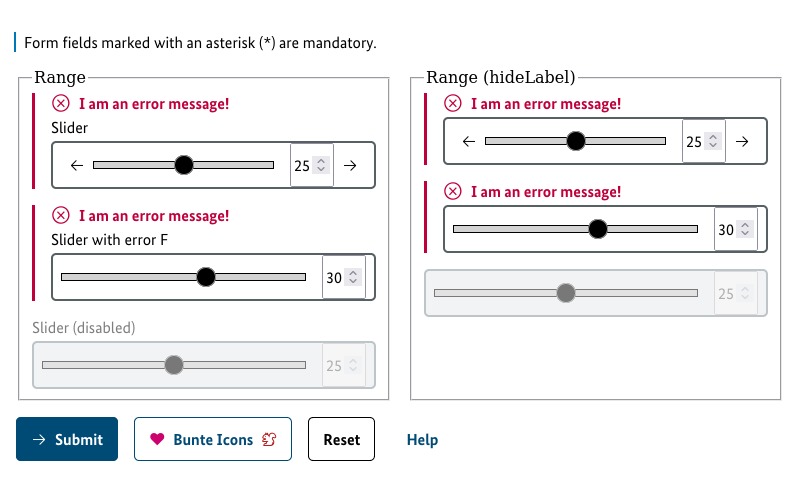 Form fields marked with an asterisk (*) are mandatory.
Range
I am an error message!
Slider
25
I am an error message!
Slider with error F
30
Slider (disabled)
25
Range (hideLabel)
I am an error message!
25
I am an error message!
30
25
Submit
Bunte Icons
Reset
Help